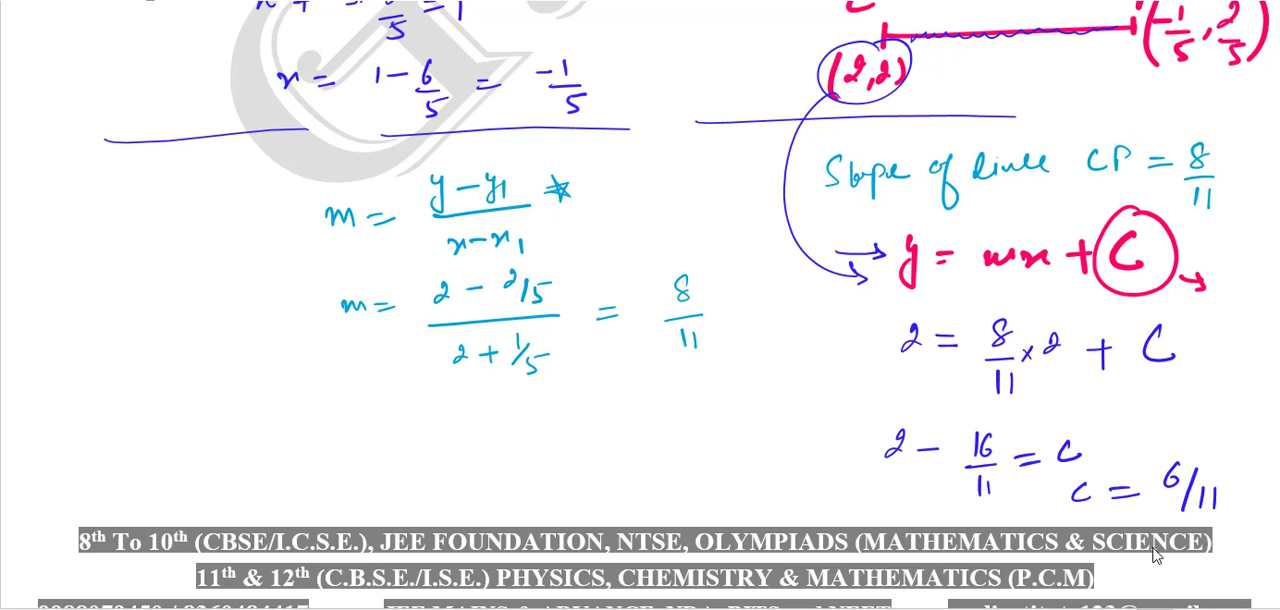 x = 1 - 6/5 = -1/5
(2,2)
(-1/5, 2/5)
m = y - y1 / x - x1
m = 2 - 2/5 / 2 + 1/5 = 8/11
Slope of line CP = 8/11
y = mx + C
2 = 8/11 × 2 + C
2 - 16/11 = C
C = 6/11
8th To 10th (CBSE/I.C.S.E.), JEE FOUNDATION, NTSE, OLYMPIADS (MATHEMATICS & SCIENCE)
11th & 12th (C.B.S.E./I.S.E.) PHYSICS, CHEMISTRY & MATHEMATICS (P.C.M)